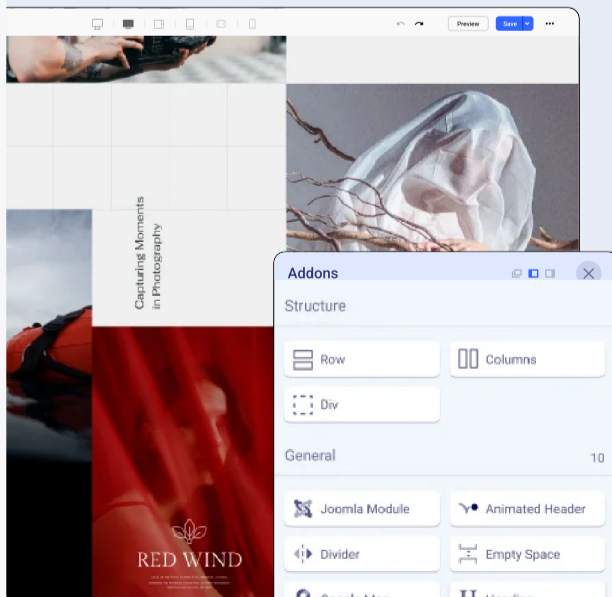 Preview
Save
Capturing Moments
in Photography
Addons
Structure
Row
Columns
Div
General
10
Joomla Module
Animated Header
Divider
Empty Space
RED WIND